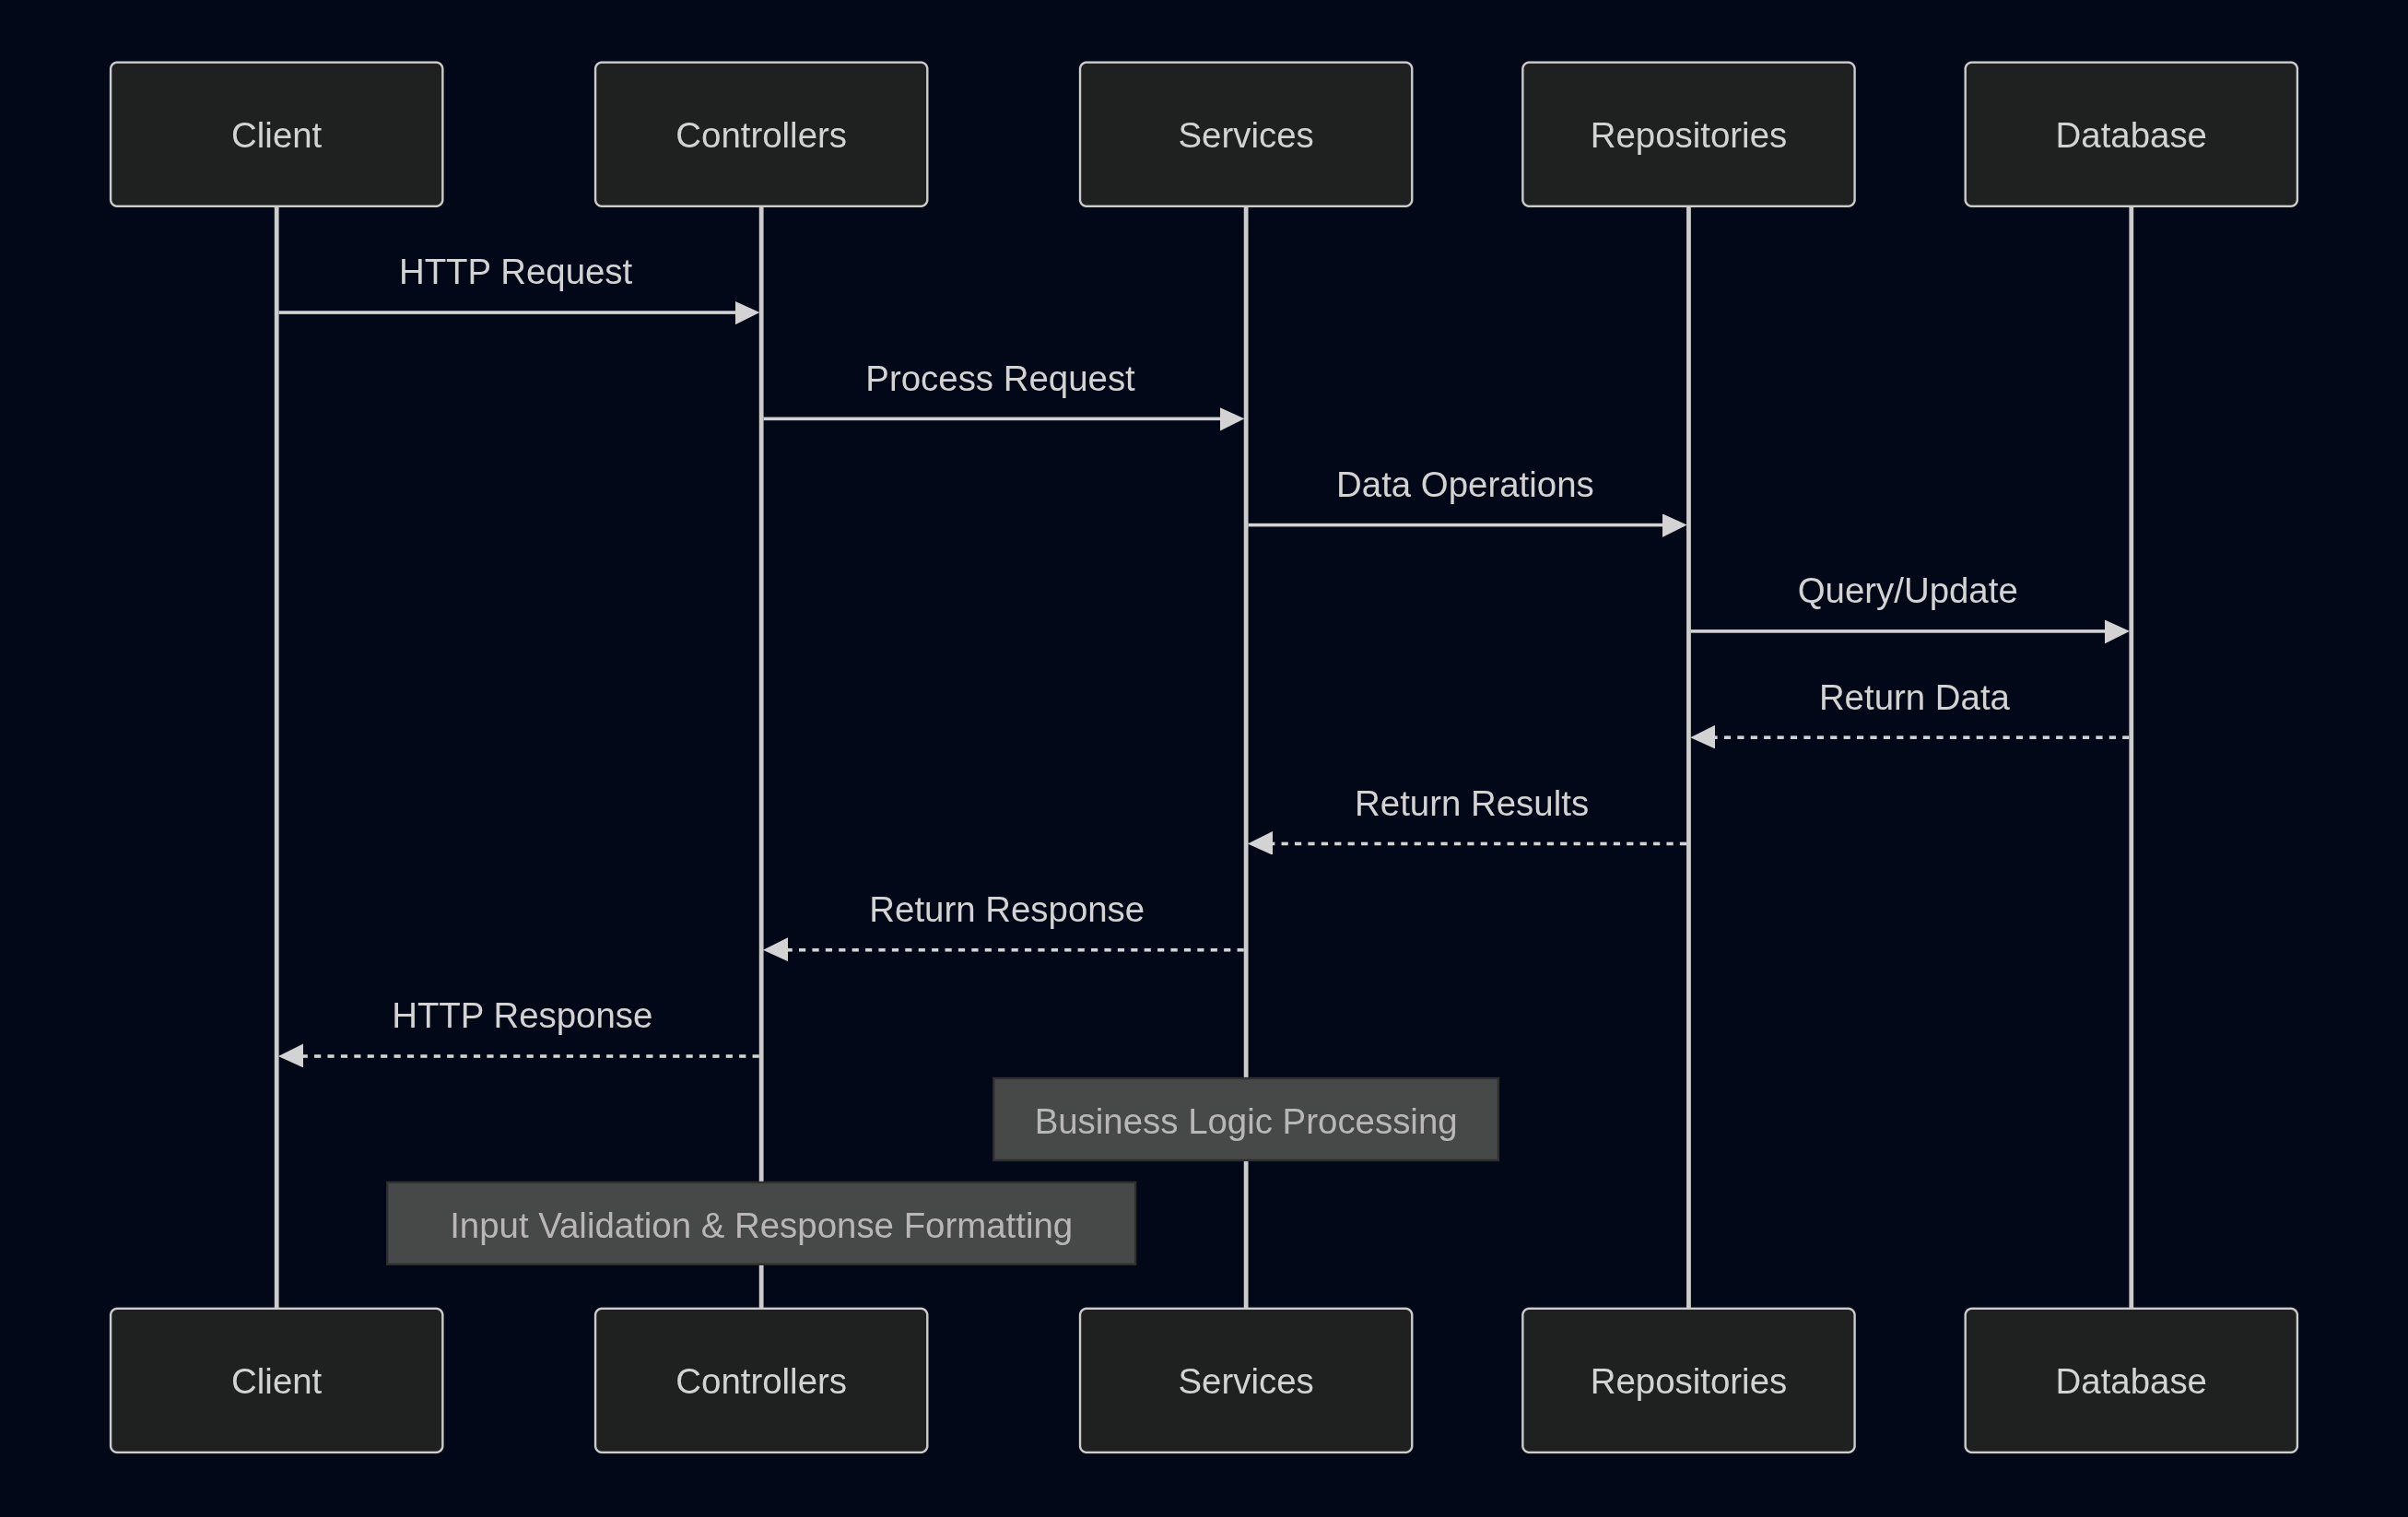 Client
Controllers
Services
Repositories
Database
HTTP Request
Process Request
Data Operations
Query/Update
Return Data
Return Results
Return Response
HTTP Response
Business Logic Processing
Input Validation & Response Formatting
Client
Controllers
Services
Repositories
Database